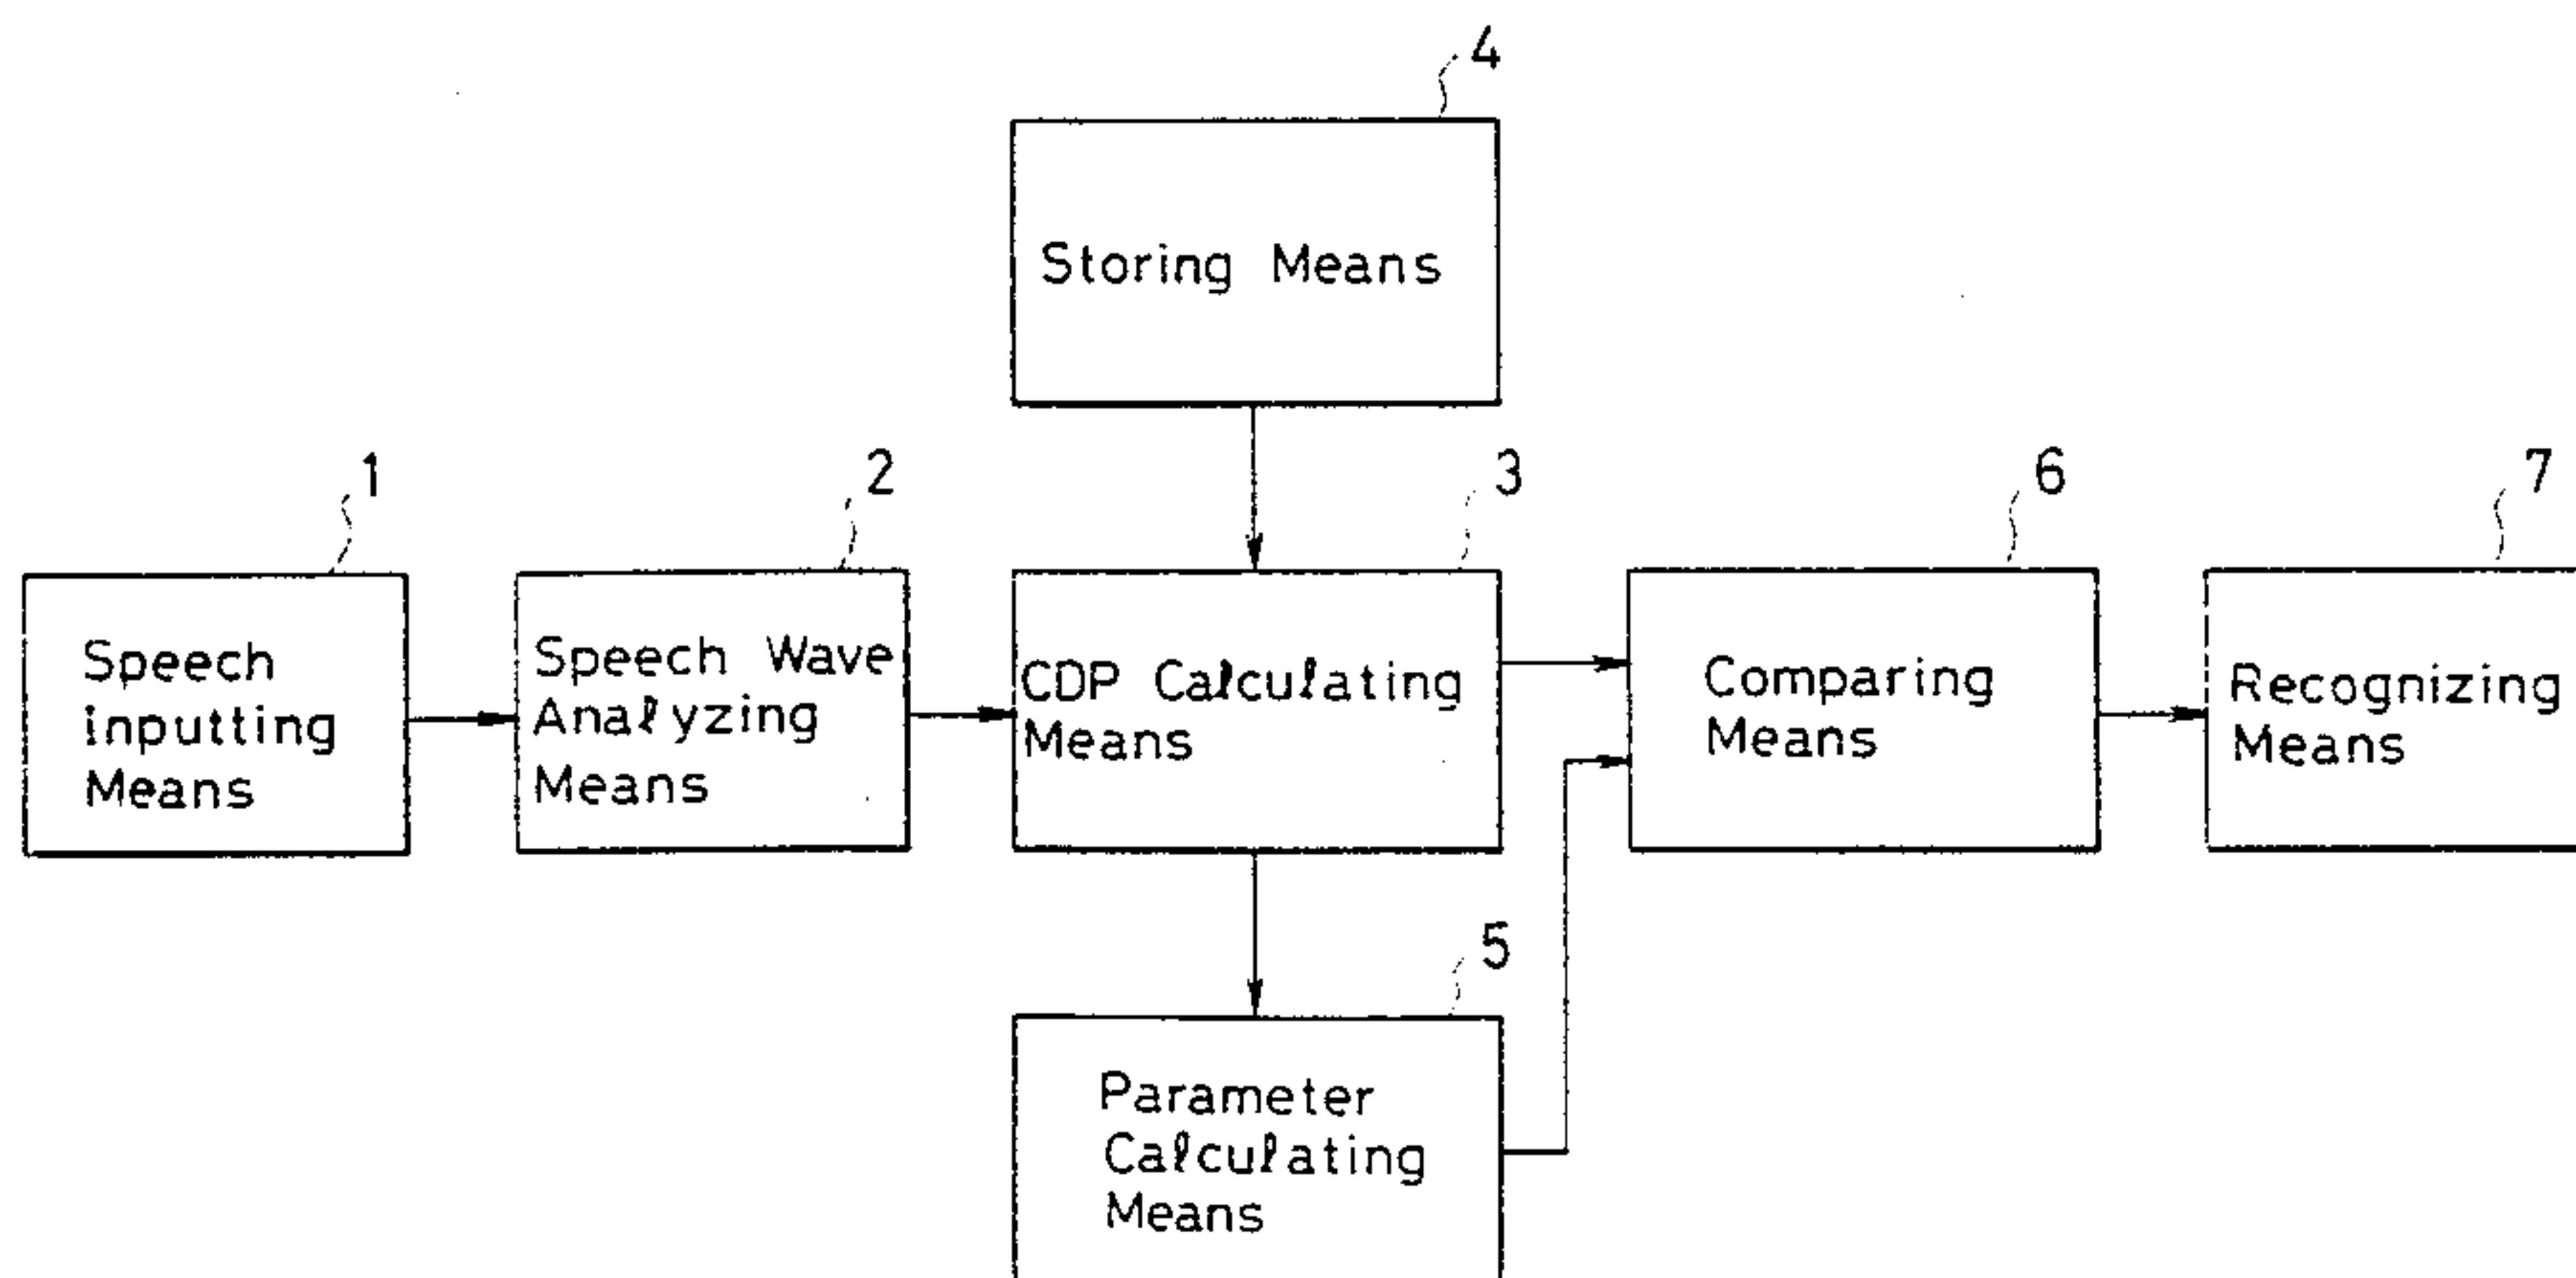 4
Storing Means
1
2
3
6
7
Speech
Inputting
Means
Speech Wave
Analyzing
Means
CDP Calculating
Means
Comparing
Means
Recognizing
Means
5
Parameter
Calculating
Means